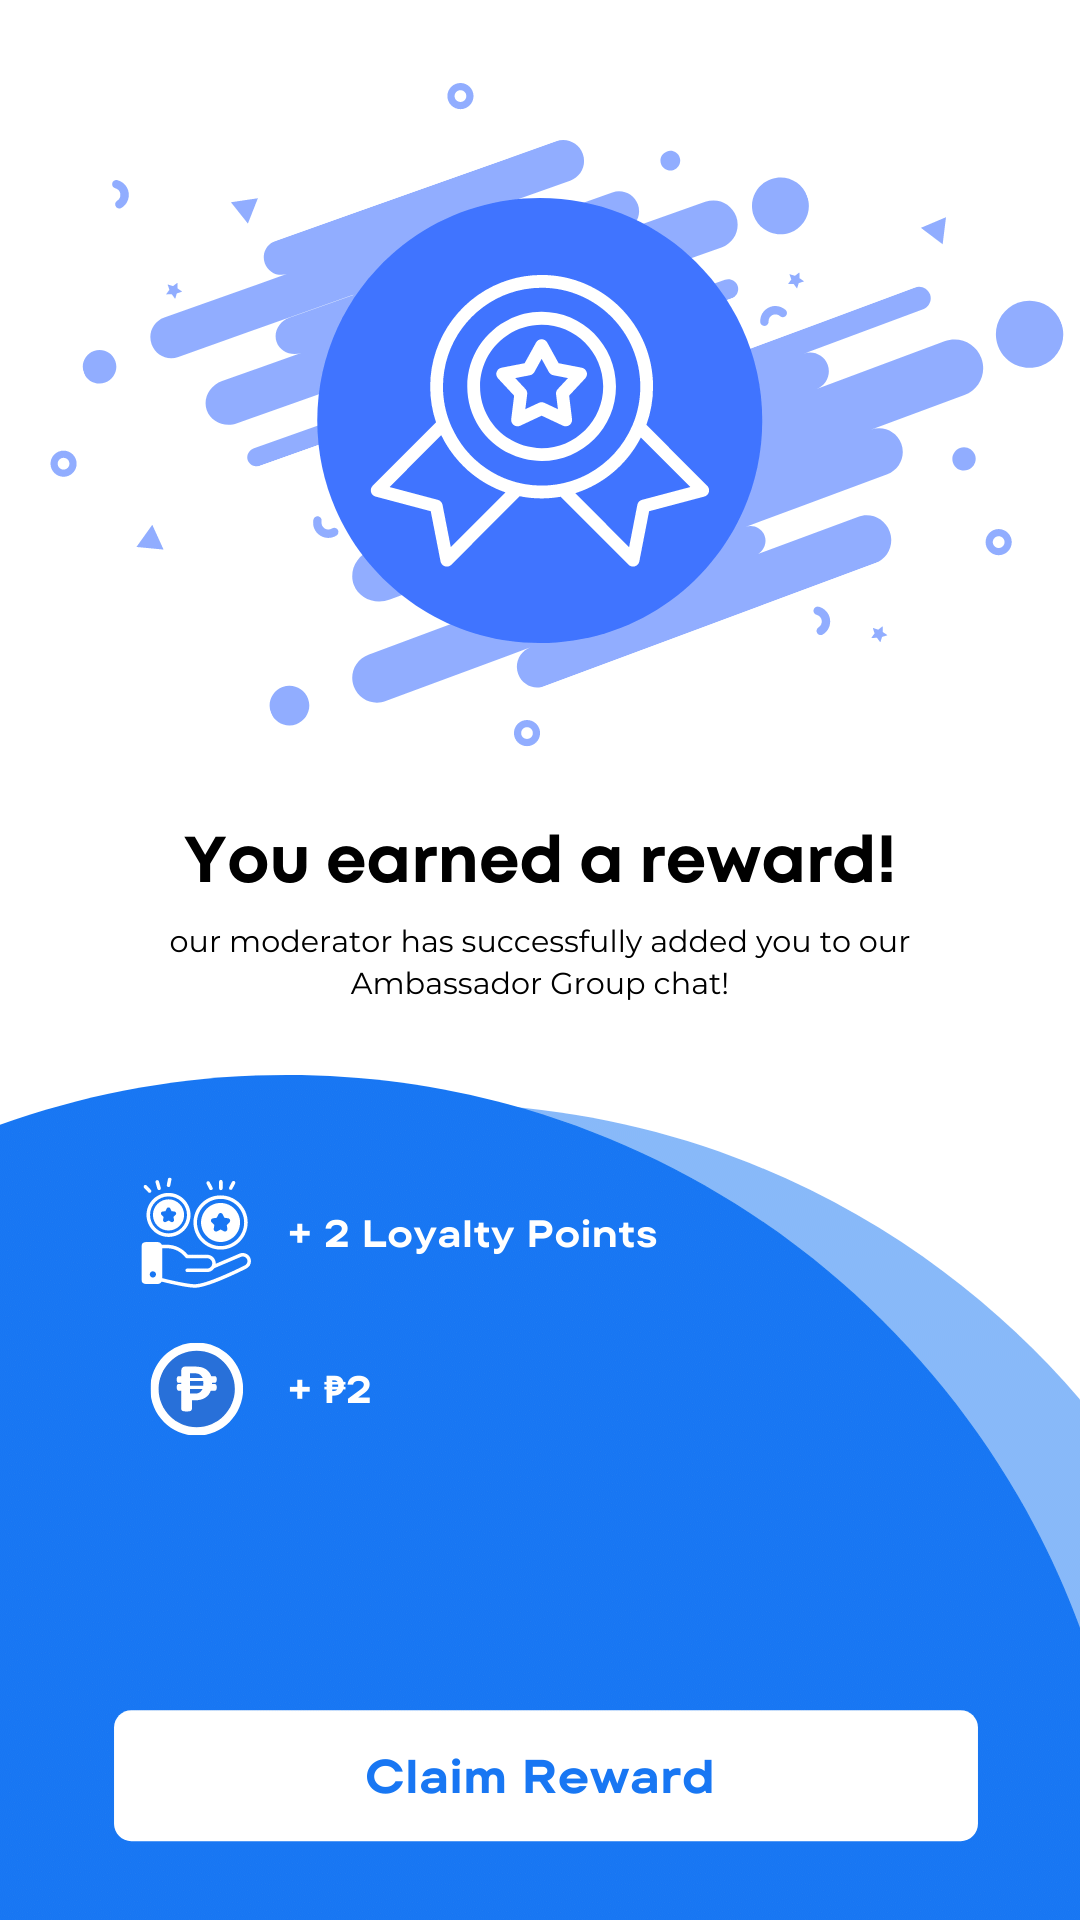 You earned a reward!
our moderator has successfully added you to our
Ambassador Group chat!
+ 2 Loyalty Points
₱
+ ₱2
Claim Reward